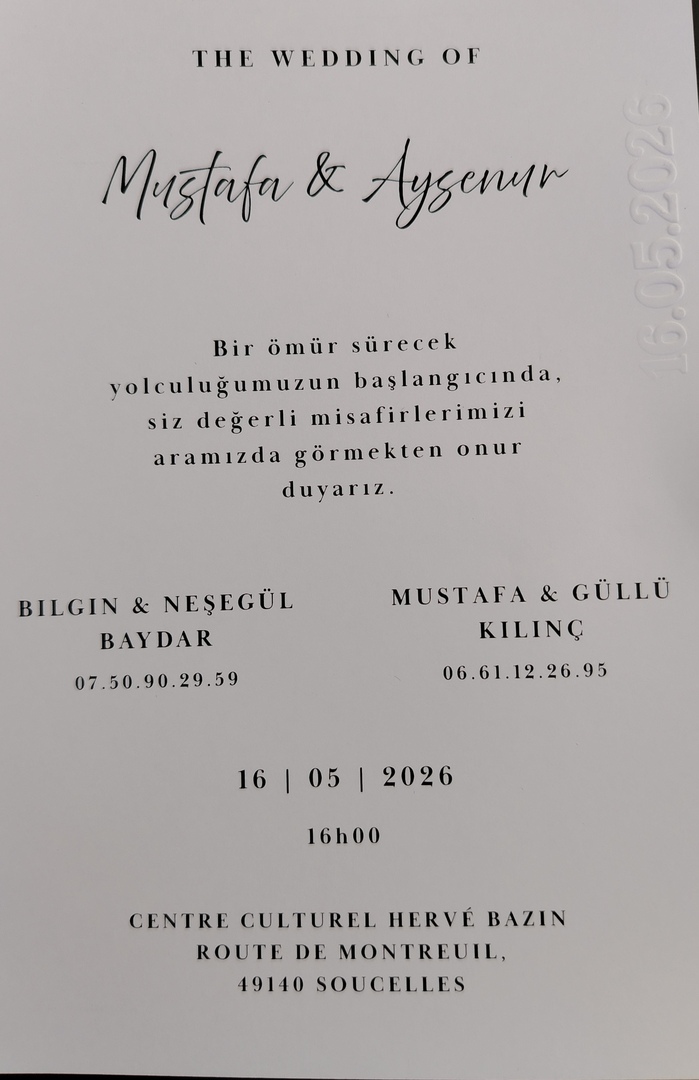 THE WEDDING OF
Mustafa & Aysenur
16.05.2026
Bir ömür sürecek
yolculuğumuzun başlangıcında,
siz değerli misafirlerimizi
aramızda görmekten onur
duyarız.
BILGIN & NEŞEGÜL
BAYDAR
07.50.90.29.59
MUSTAFA & GÜLLÜ
KILINÇ
06.61.12.26.95
16 | 05 | 2026
16h00
CENTRE CULTUREL HERVÉ BAZIN
ROUTE DE MONTREUIL,
49140 SOUCELLES